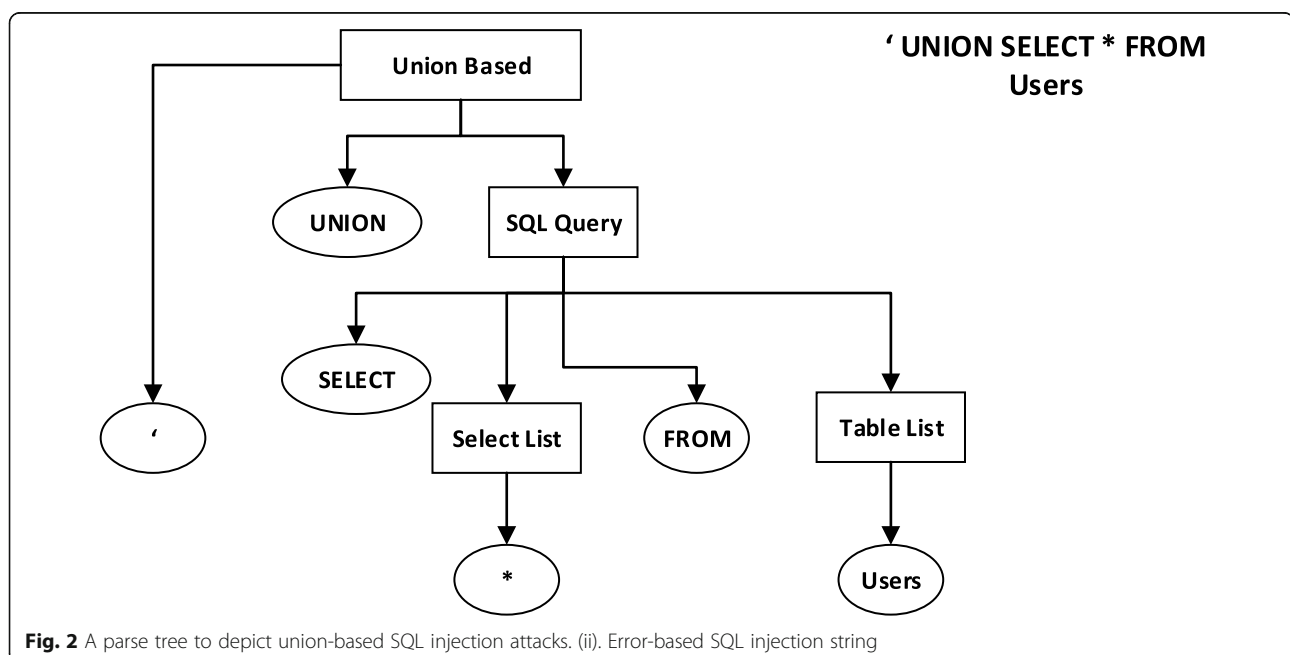 ‘ UNION SELECT * FROM
Users
Union Based
UNION
SQL Query
SELECT
‘
Select List
FROM
Table List
*
Users
Fig. 2 A parse tree to depict union-based SQL injection attacks. (ii). Error-based SQL injection string